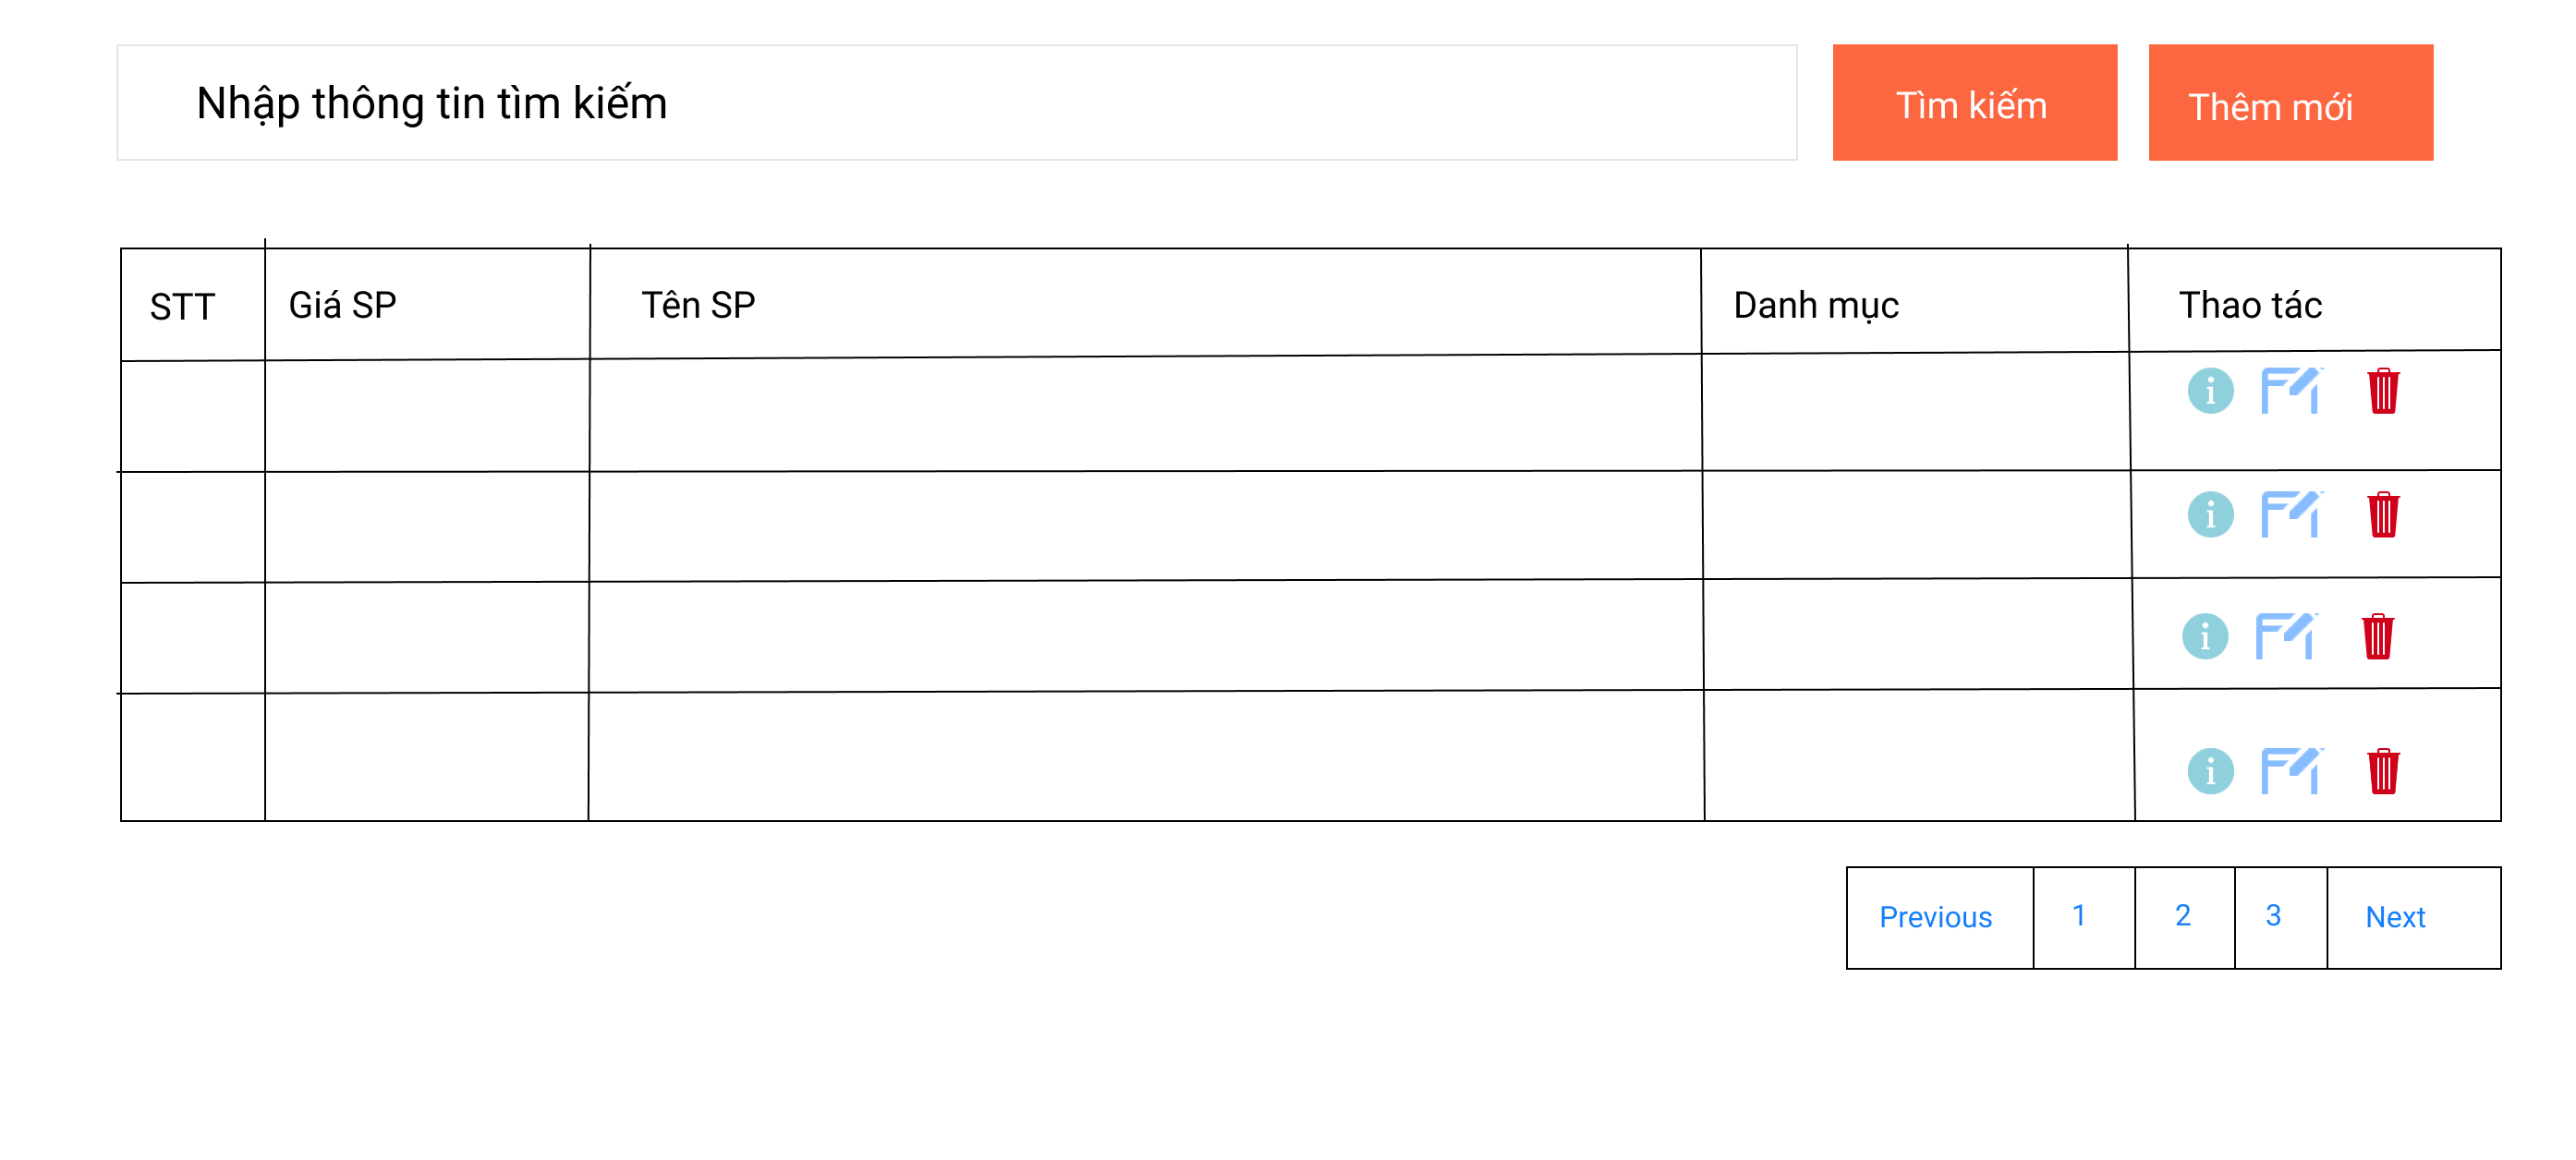 Nhập thông tin tìm kiếm
Tìm kiếm
Thêm mới
STT
Giá SP
Tên SP
Danh mục
Thao tác
Previous
1
2
3
Next